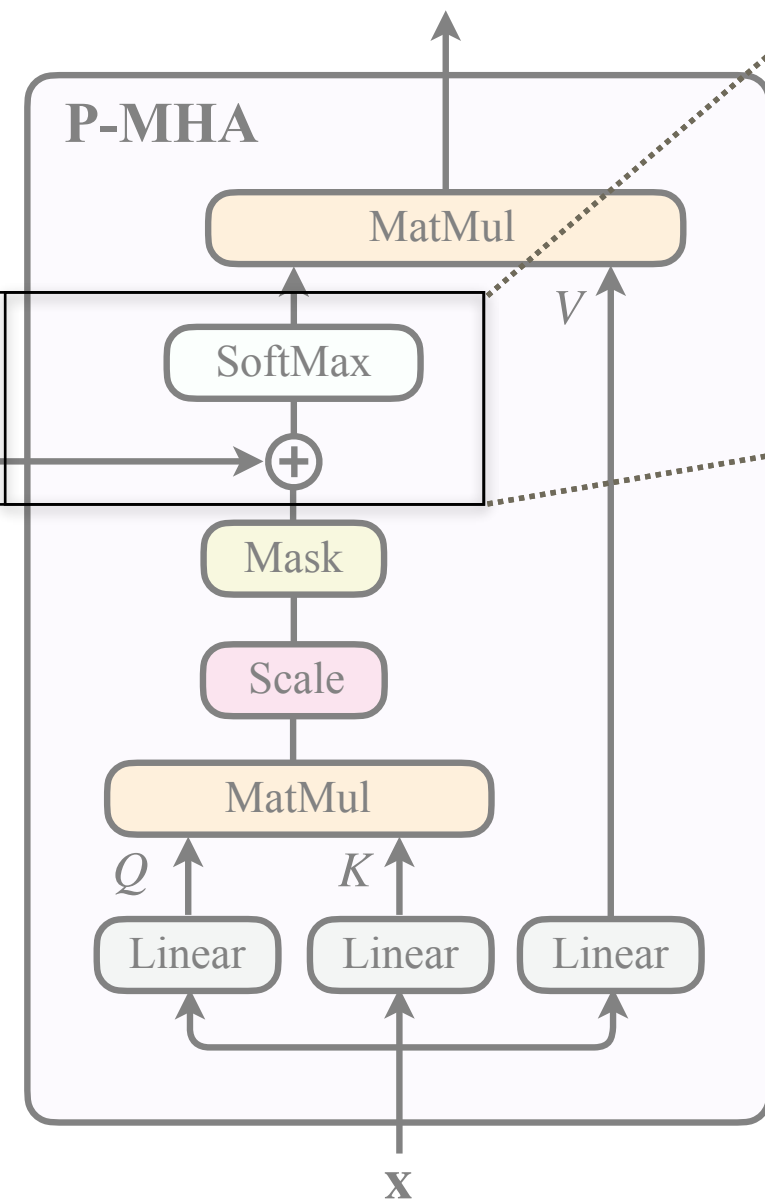 P-MHA
MatMul
V
SoftMax
+
Mask
Scale
MatMul
Q K
Linear Linear Linear
x